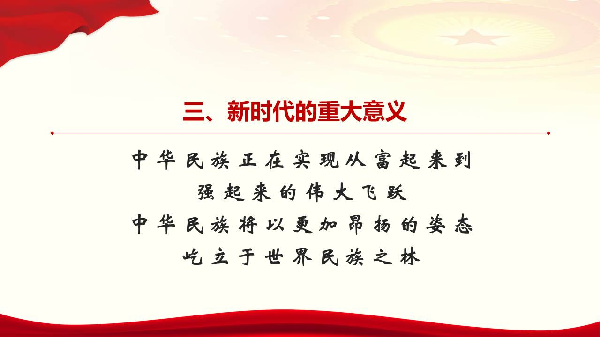 三、新时代的重大意义
中华民族正在实现从富起来到
强起来的伟大飞跃
中华民族将以更加昂扬的姿态
屹立于世界民族之林